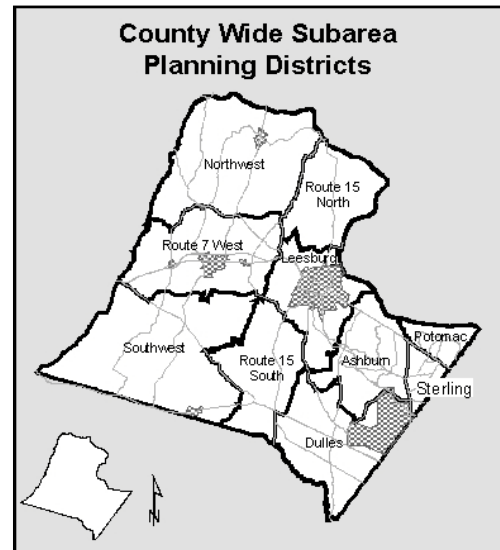 County Wide Subarea
Planning Districts
Northwest
Route 15
North
Route 7 West
Leesburg
Southwest
Route 15
South
Ashburn
Potomac
Sterling
Dulles
N